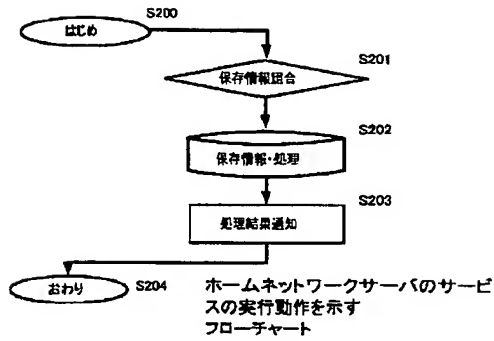 S200
はじめ
S201
保存情報照合
S202
保存情報・処理
S203
処理結果通知
おわり
S204
ホームネットワークサーバのサービ
スの実行動作を示す
フローチャート